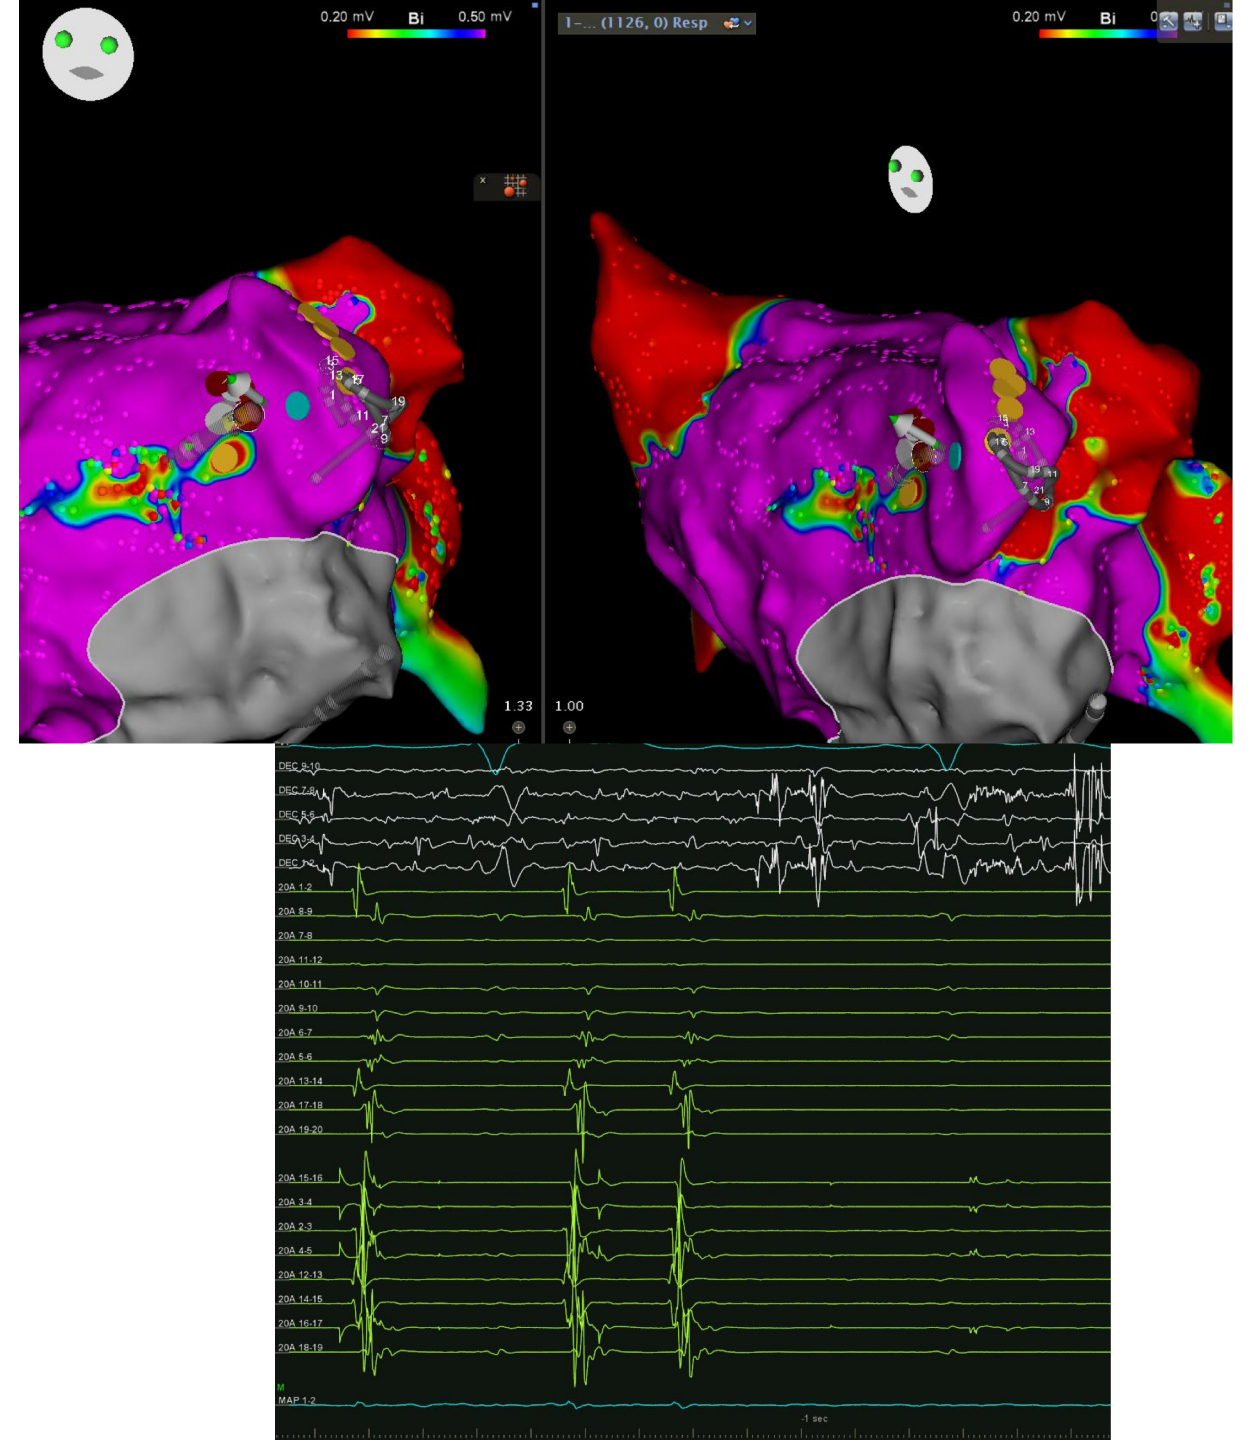 0.20 mV Bi 0.50 mV
1-... (1126, 0) Resp
0.20 mV Bi
x
15
13
17
1
19
11
7
21
9
15
3
13
17
1
19
11
7
21
9
1.33
1.00
DEC 9-10
DEC 7-8
DEC 5-6
DEC 3-4
DEC 1-2
20A 1-2
20A 8-9
20A 7-8
20A 11-12
20A 10-11
20A 9-10
20A 6-7
20A 5-6
20A 13-14
20A 17-18
20A 19-20
20A 15-16
20A 3-4
20A 2-3
20A 4-5
20A 12-13
20A 14-15
20A 16-17
20A 18-19
M
MAP 1-2
-1 sec